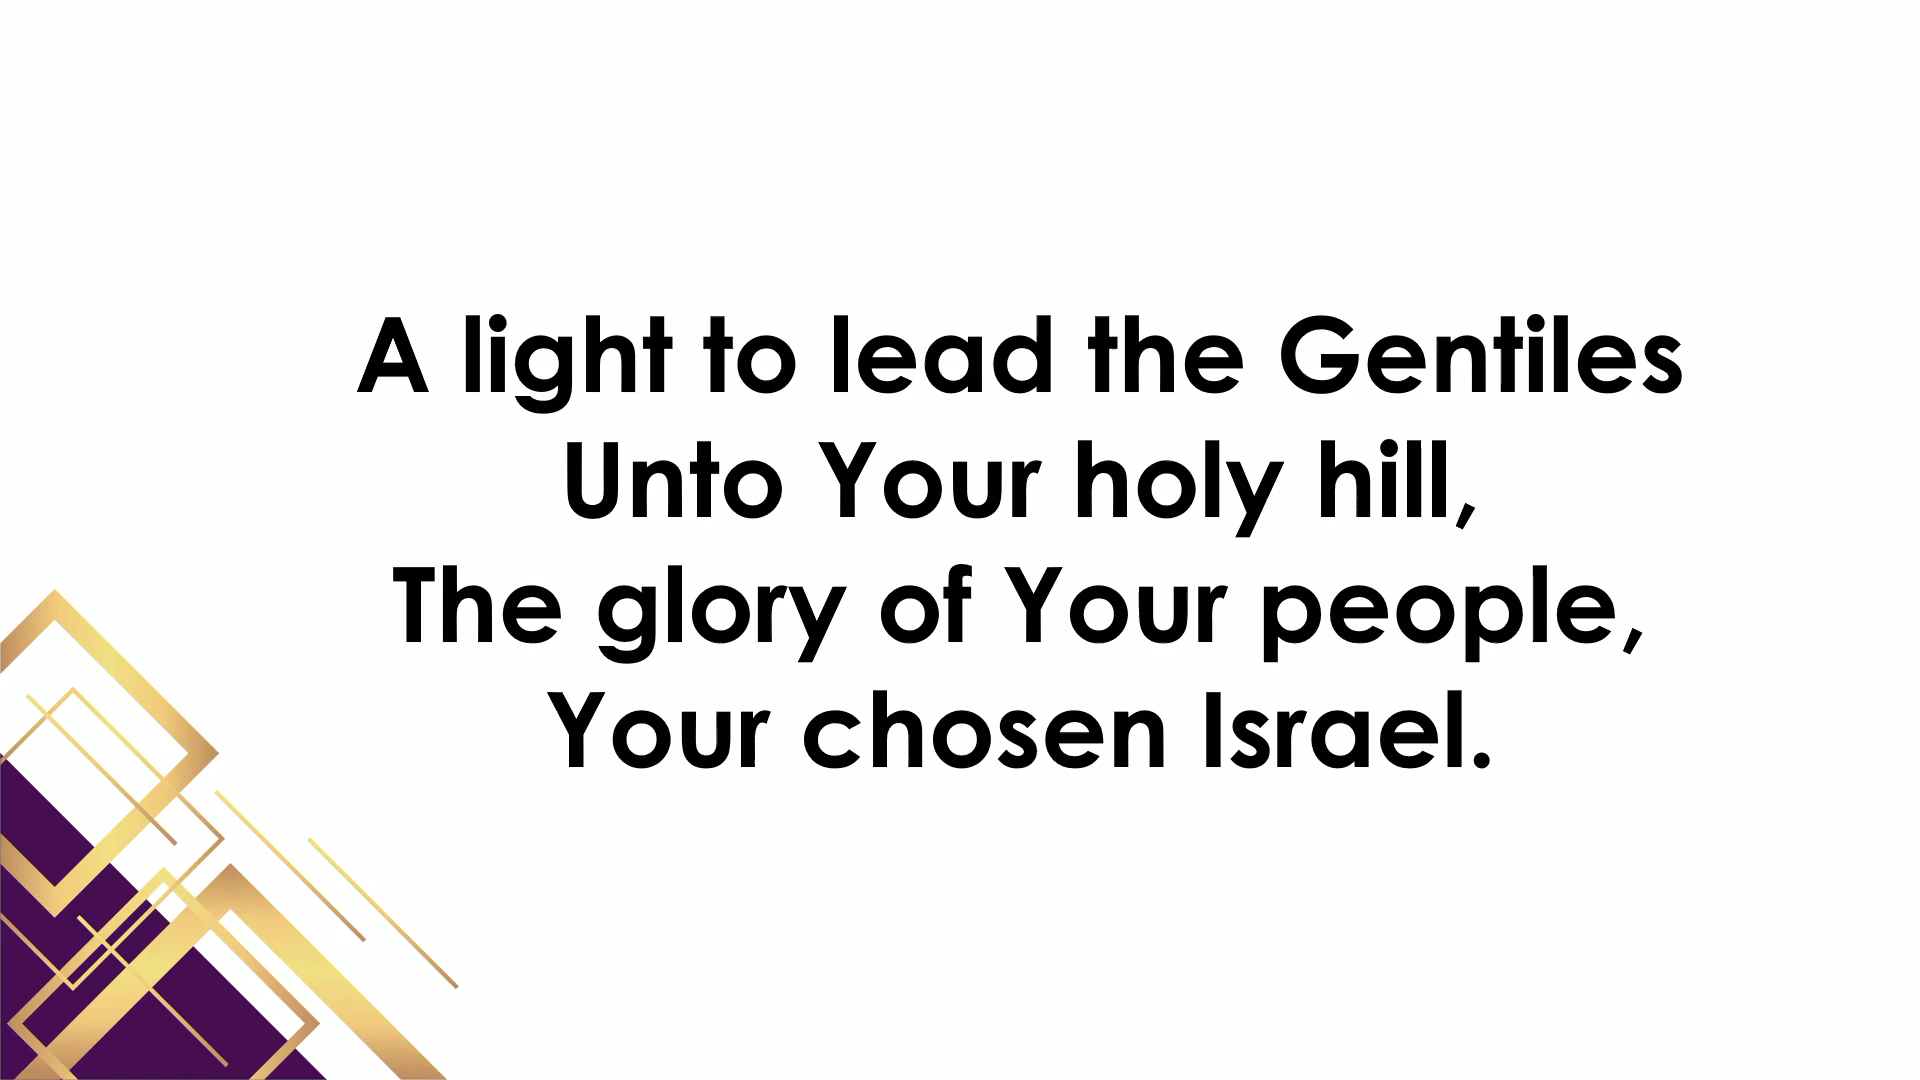 A light to lead the Gentiles
Unto Your holy hill,
The glory of Your people,
Your chosen Israel.